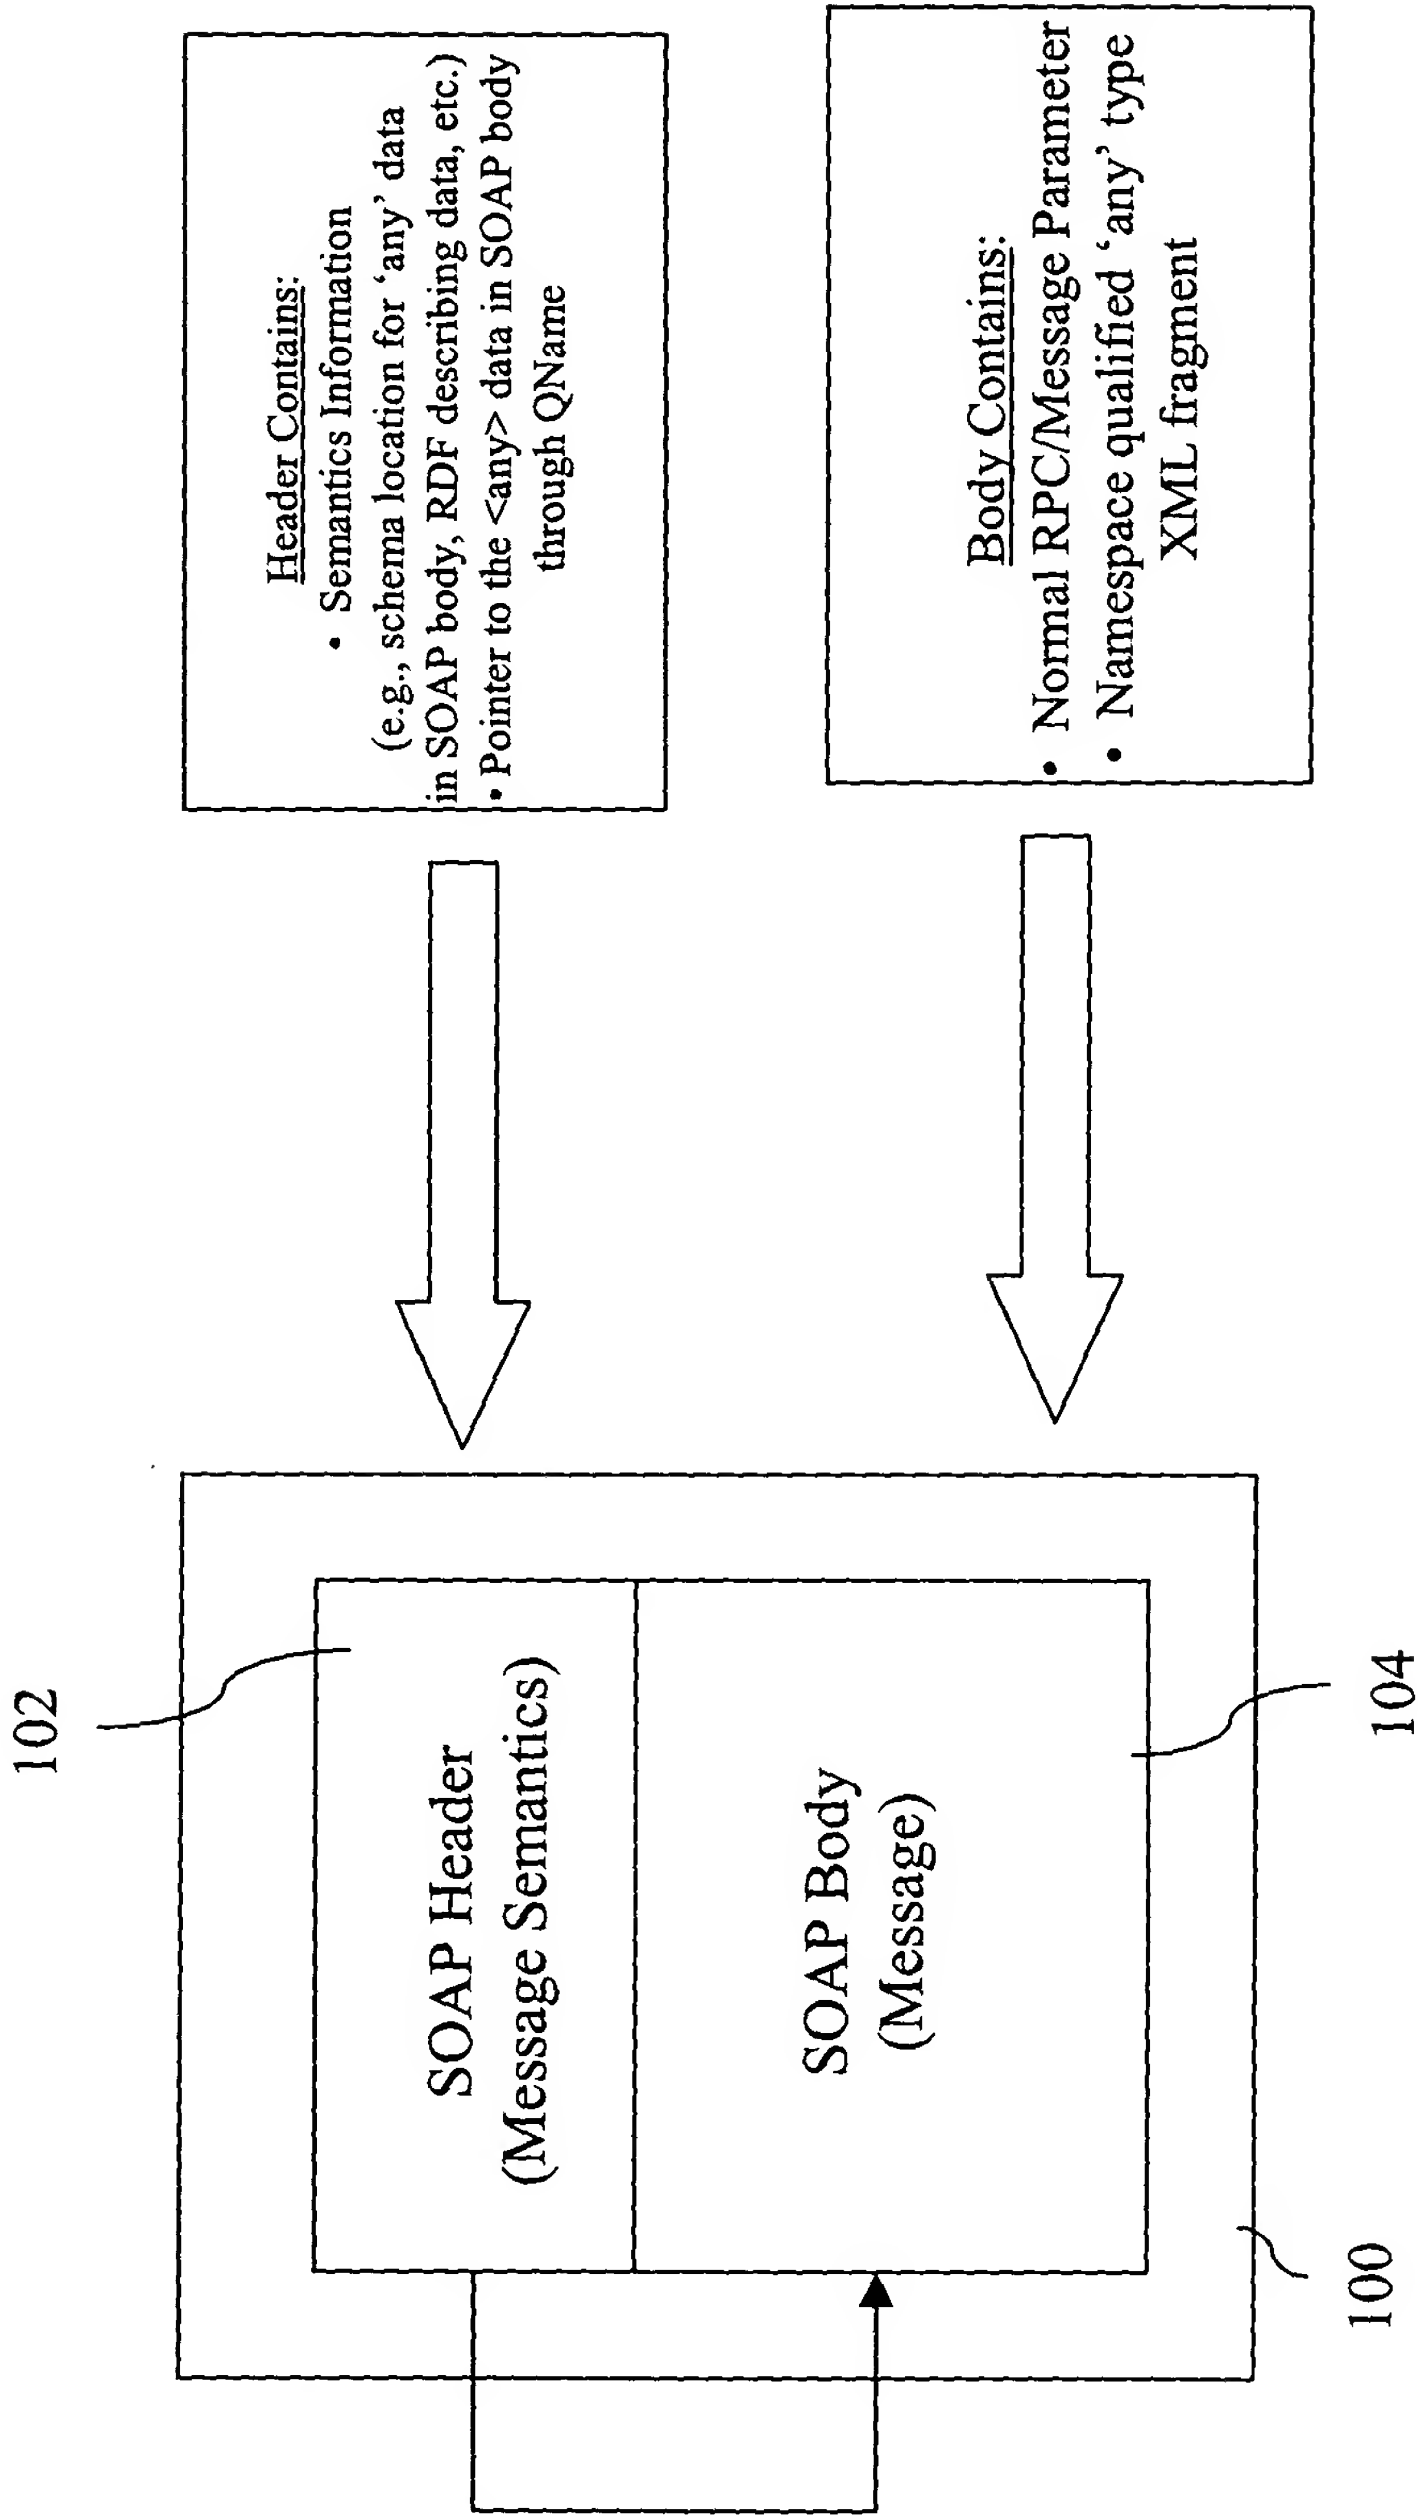 102
SOAP Header
(Message Semantics)
SOAP Body
(Message)
100
104
Header Contains:
• Semantics Information
(e.g., schema location for ‘any’ data
in SOAP body, RDF describing data, etc.)
• Pointer to the <any> data in SOAP body
through QName
Body Contains:
• Normal RPC/Message Parameter
• Namespace qualified ‘any’ type
XML fragment